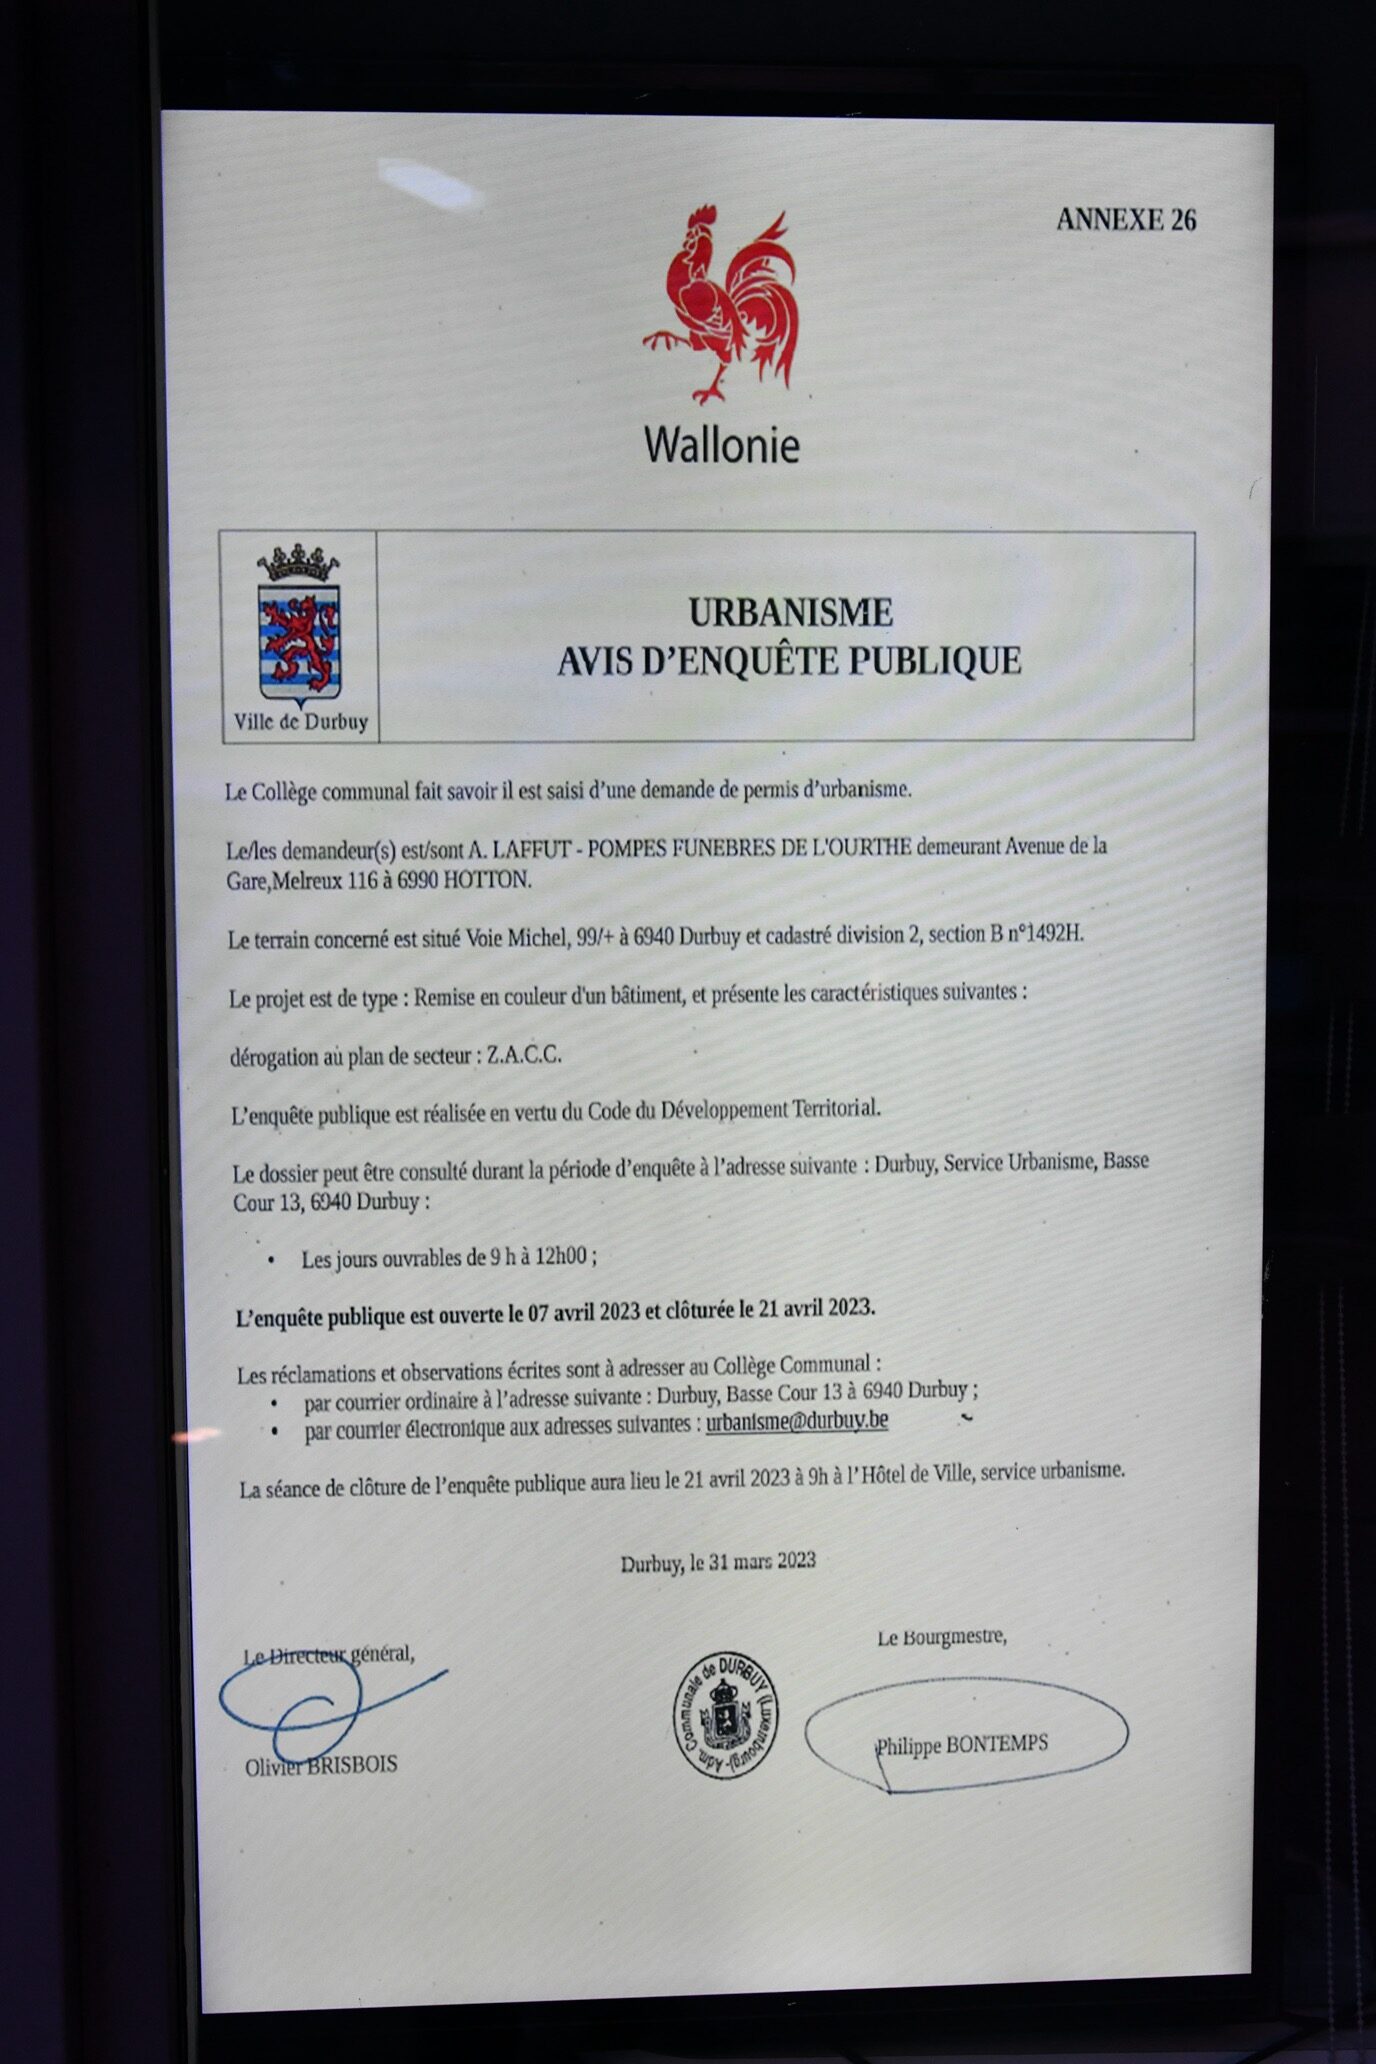 ANNEXE 26
Wallonie
Ville de Durbuy
URBANISME
AVIS D'ENQUÊTE PUBLIQUE
Le Collège communal fait savoir il est saisi d'une demande de permis d'urbanisme.
Le/les demandeur(s) est/sont A. LAFFUT - POMPES FUNEBRES DE L'OURTHE demeurant Avenue de la
Gare,Melreux 116 à 6990 HOTTON.
Le terrain concerné est situé Voie Michel, 99/+ à 6940 Durbuy et cadastré division 2, section B n°1492H.
Le projet est de type : Remise en couleur d'un bâtiment, et présente les caractéristiques suivantes :
dérogation au plan de secteur : Z.A.C.C.
L'enquête publique est réalisée en vertu du Code du Développement Territorial.
Le dossier peut être consulté durant la période d'enquête à l'adresse suivante : Durbuy, Service Urbanisme, Basse
Cour 13, 6940 Durbuy :
• Les jours ouvrables de 9 h à 12h00 ;
L'enquête publique est ouverte le 07 avril 2023 et clôturée le 21 avril 2023.
Les réclamations et observations écrites sont à adresser au Collège Communal :
• par courrier ordinaire à l'adresse suivante : Durbuy, Basse Cour 13 à 6940 Durbuy ;
• par courrier électronique aux adresses suivantes : urbanisme@durbuy.be
La séance de clôture de l'enquête publique aura lieu le 21 avril 2023 à 9h à l'Hôtel de Ville, service urbanisme.
Durbuy, le 31 mars 2023
Le Directeur général,
Le Bourgmestre,
Adm. Communale de DURBUY (Luxembourg)
Olivier BRISBOIS
Philippe BONTEMPS